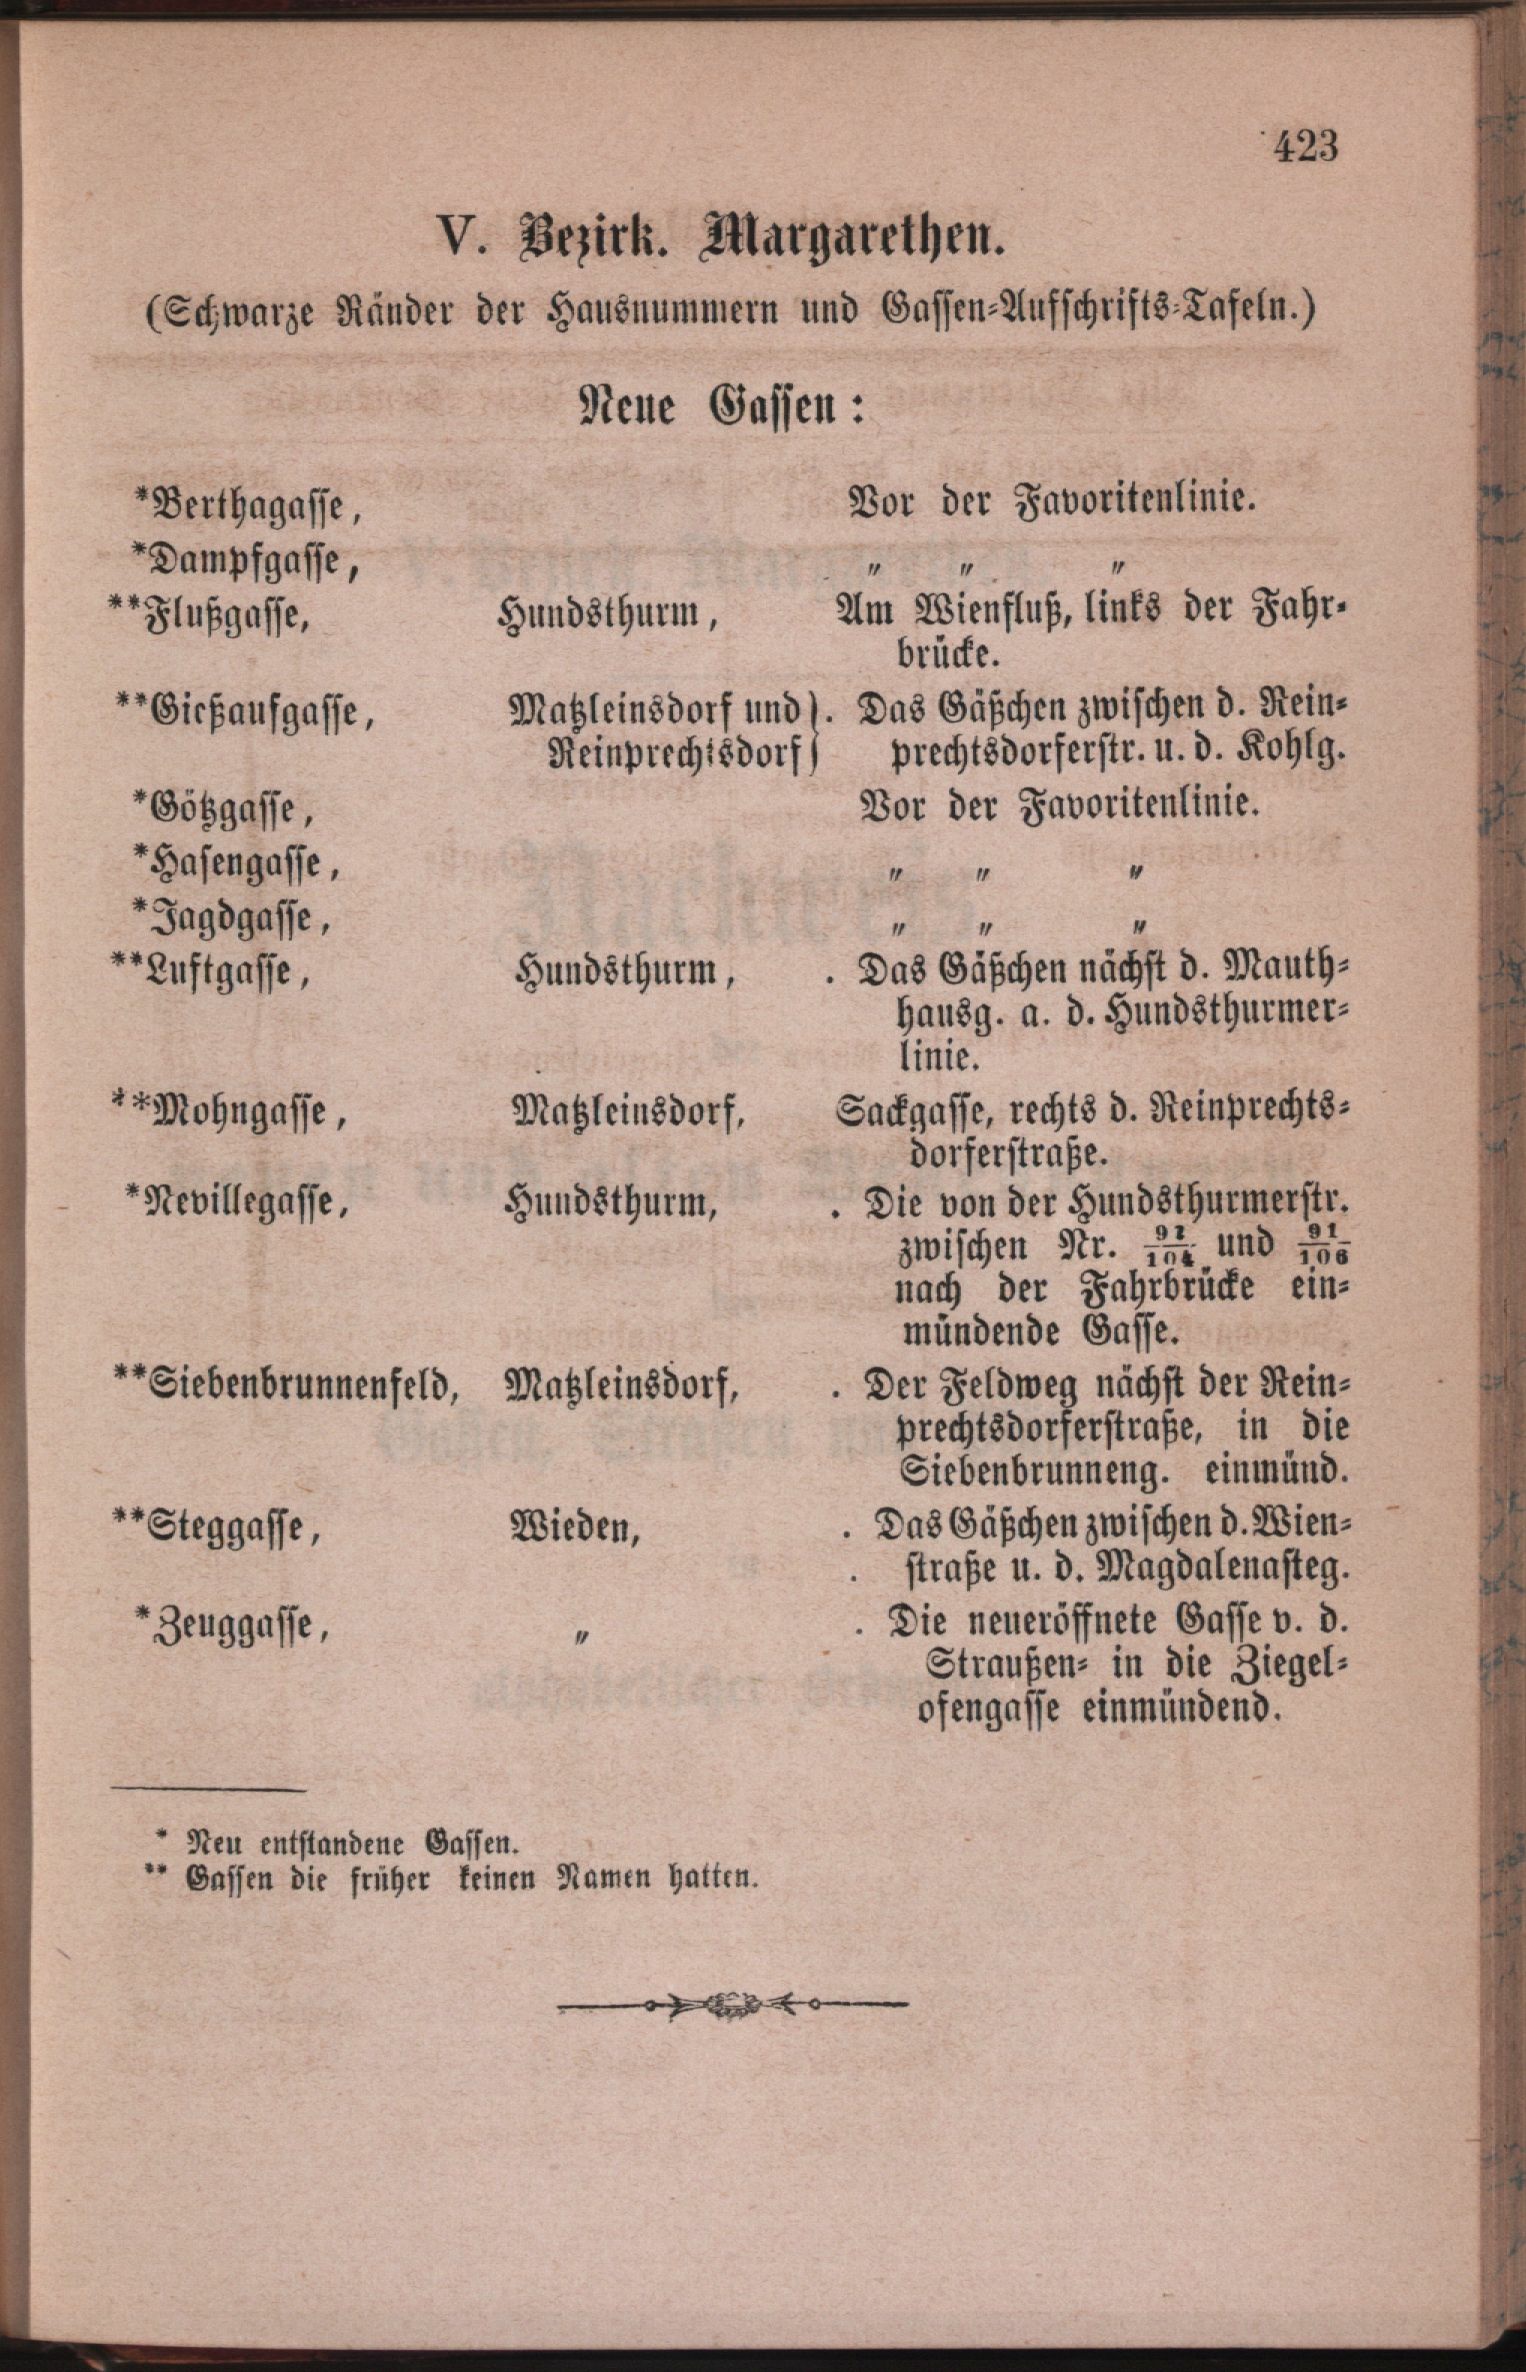 423
V. Bezirk. Margarethen.
(Schwarze Ränder der Hausnummern und Gassen-Aufschrifts-Tafeln.)
Neue Gassen:
*Berthagasse, Vor der Favoritenlinie.
*Dampfgasse, " " "
**Flußgasse, Hundsthurm, Am Wienfluß, links der Fahr-
brücke.
**Gießaufgasse, Matzleinsdorf und). Das Gäßchen zwischen d. Rein-
Reinprechtsdorf) prechtsdorferstr. u. d. Kohlg.
*Götzgasse, Vor der Favoritenlinie.
*Hasengasse, " " "
*Jagdgasse, " " "
**Luftgasse, Hundsthurm, . Das Gäßchen nächst d. Mauth-
hausg. a. d. Hundsthurmer-
linie.
**Mohngasse, Matzleinsdorf, Sackgasse, rechts d. Reinprechts-
dorferstraße.
*Nevillegasse, Hundsthurm, . Die von der Hundsthurmerstr.
zwischen Nr. 92/104 und 91/106
nach der Fahrbrücke ein-
mündende Gasse.
**Siebenbrunnenfeld, Matzleinsdorf, . Der Feldweg nächst der Rein-
prechtsdorferstraße, in die
Siebenbrunneng. einmünd.
**Steggasse, Wieden, . Das Gäßchen zwischen d. Wien-
. straße u. d. Magdalenasteg.
*Zeuggasse, " . Die neueröffnete Gasse v. d.
Straußen- in die Ziegel-
ofengasse einmündend.
* Neu entstandene Gassen.
** Gassen die früher keinen Namen hatten.